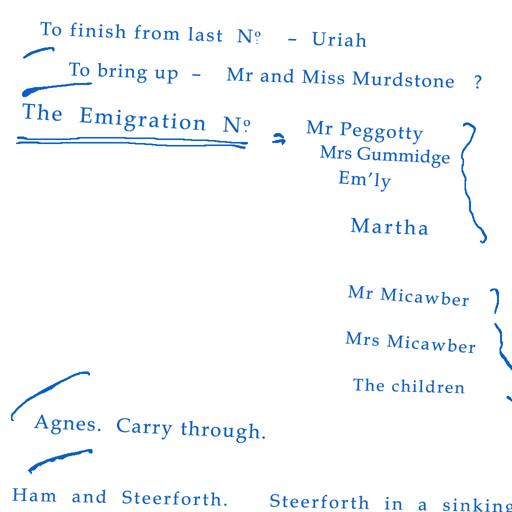 To finish from last Nº – Uriah
To bring up – Mr and Miss Murdstone ?
The Emigration Nº
Mr Peggotty
Mrs Gummidge
Em'ly
Martha
Mr Micawber
Mrs Micawber
The children
Agnes. Carry through.
Ham and Steerforth. Steerforth in a sinking